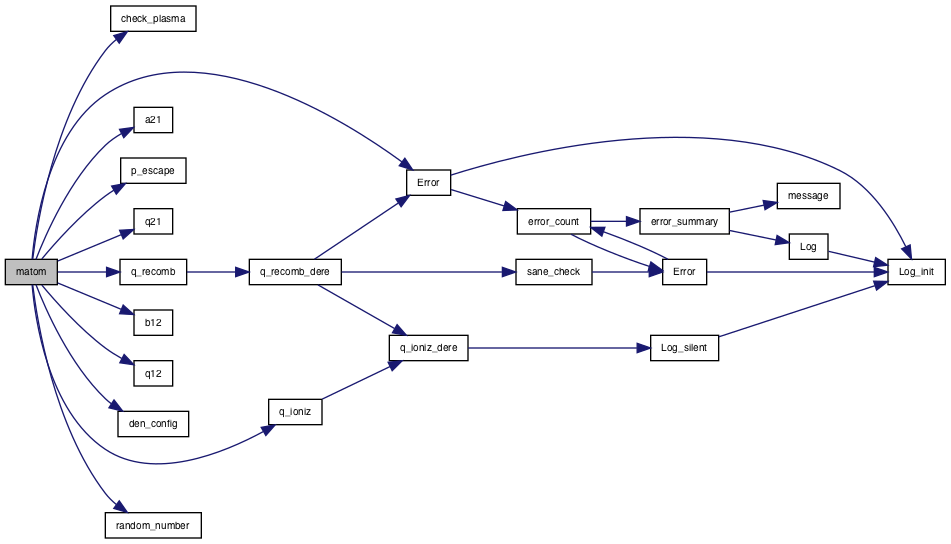 check_plasma
a21
p_escape
Error
message
q21
error_count
error_summary
Log
matom
q_recomb
q_recomb_dere
sane_check
Error
Log_init
b12
q_ioniz_dere
Log_silent
q12
q_ioniz
den_config
random_number